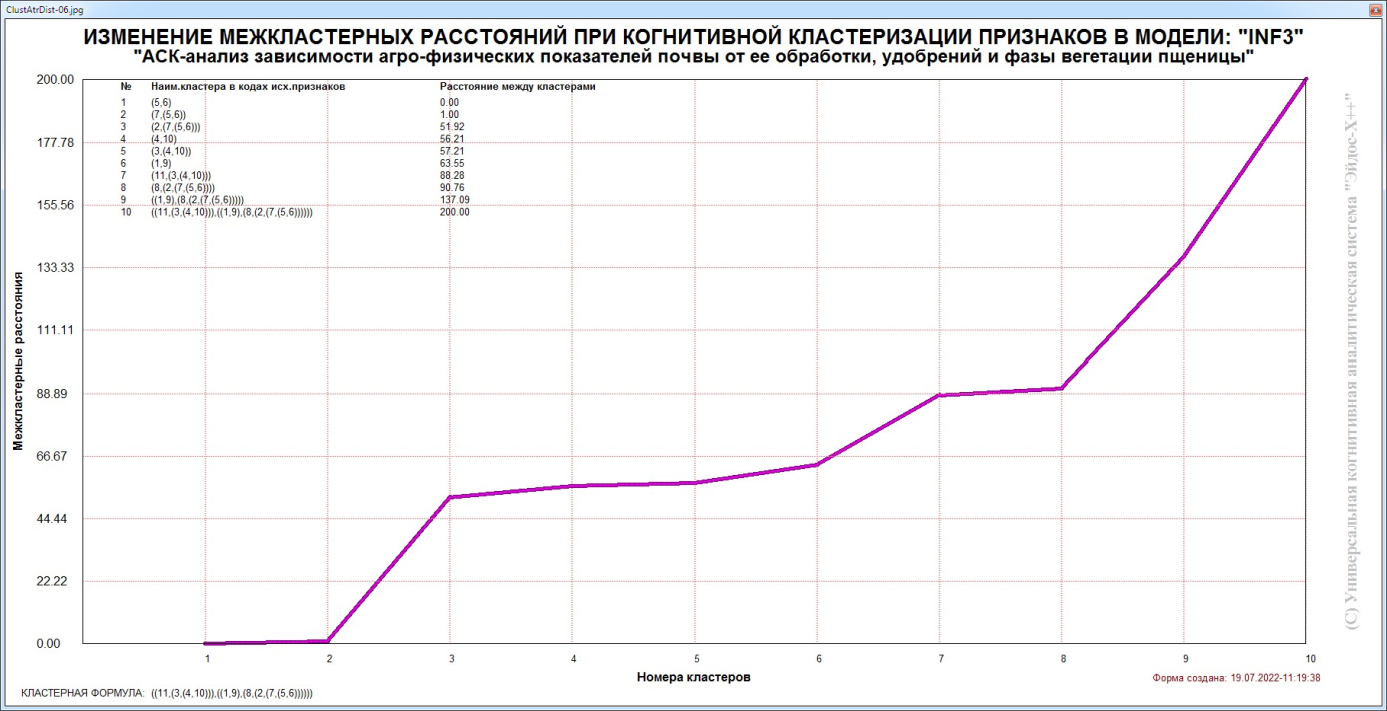 ClustAtrDist-06.jpg
ИЗМЕНЕНИЕ МЕЖКЛАСТЕРНЫХ РАССТОЯНИЙ ПРИ КОГНИТИВНОЙ КЛАСТЕРИЗАЦИИ ПРИЗНАКОВ В МОДЕЛИ: "INF3"
"АСК-анализ зависимости агро-физических показателей почвы от ее обработки, удобрений и фазы вегетации пщеницы"
№ Наим.кластера в кодах исх.признаков Расстояние между кластерами
1 (5,6) 0.00
2 (7,(5,6)) 1.00
3 (2,(7,(5,6))) 51.92
4 (4,10) 56.21
5 (3,(4,10)) 57.21
6 (1,9) 63.55
7 (11,(3,(4,10))) 88.28
8 (8,(2,(7,(5,6)))) 90.76
9 ((1,9),(8,(2,(7,(5,6))))) 137.09
10 ((11,(3,(4,10))),((1,9),(8,(2,(7,(5,6)))))) 200.00
200.00
177.78
155.56
133.33
111.11
88.89
66.67
44.44
22.22
0.00
Межкластерные расстояния
1 2 3 4 5 6 7 8 9 10
Номера кластеров
(C) Универсальная когнитивная аналитическая система "Эйдос-X++"
Форма создана: 19.07.2022-11:19:38
КЛАСТЕРНАЯ ФОРМУЛА: ((11,(3,(4,10))),((1,9),(8,(2,(7,(5,6))))))